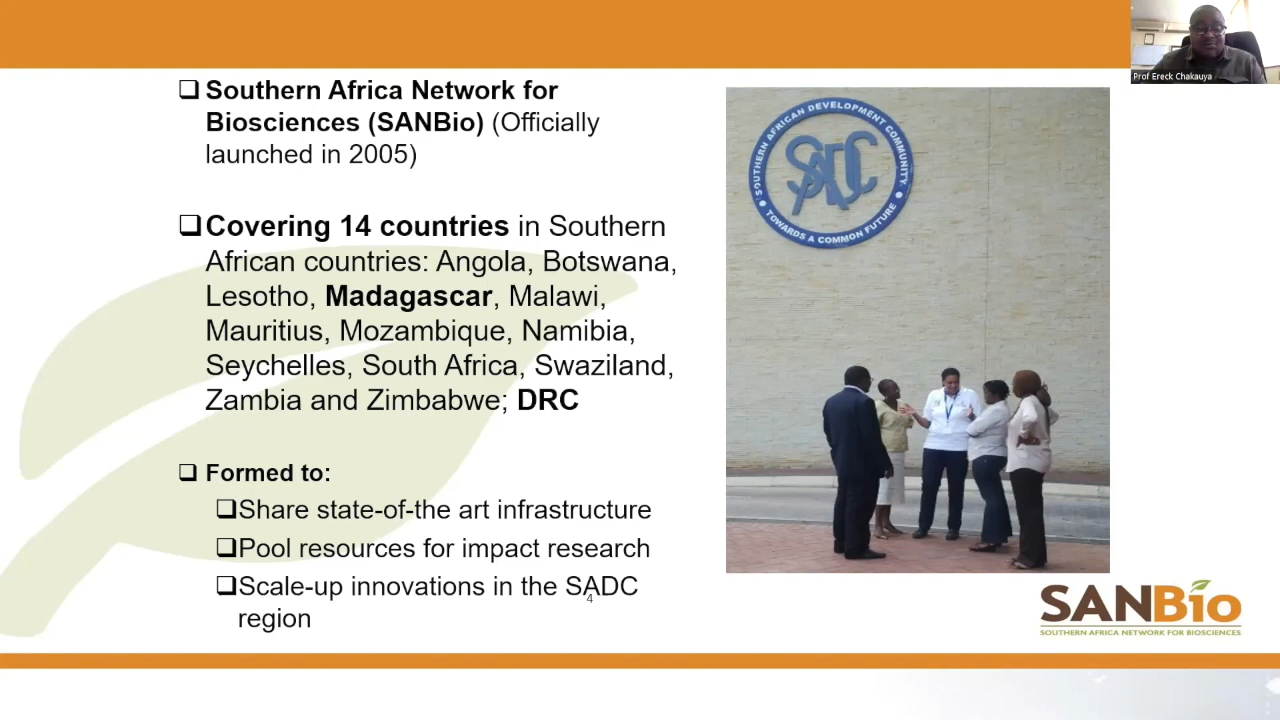 Prof Ereck Chakauya
❑ Southern Africa Network for
Biosciences (SANBio) (Officially
launched in 2005)
❑ Covering 14 countries in Southern
African countries: Angola, Botswana,
Lesotho, Madagascar, Malawi,
Mauritius, Mozambique, Namibia,
Seychelles, South Africa, Swaziland,
Zambia and Zimbabwe; DRC
❑ Formed to:
❑Share state-of-the art infrastructure
❑Pool resources for impact research
❑Scale-up innovations in the SADC
region
4
SOUTHERN AFRICAN DEVELOPMENT COMMUNITY
SADC
TOWARDS A COMMON FUTURE
SANBio
SOUTHERN AFRICA NETWORK FOR BIOSCIENCES